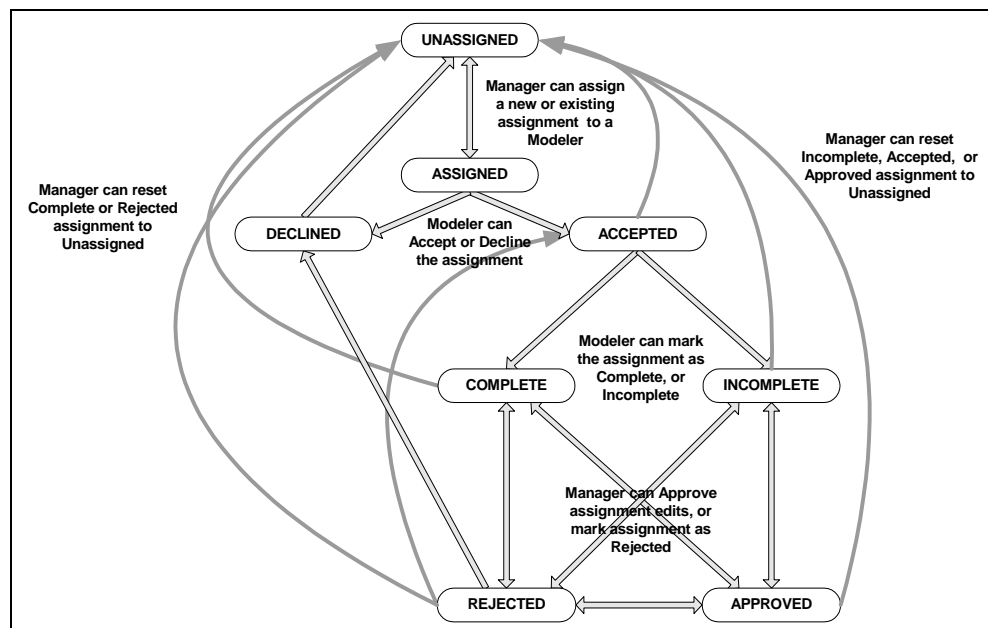 UNASSIGNED
Manager can assign
a new or existing
assignment to a
Modeler
Manager can reset
Incomplete, Accepted, or
Approved assignment to
Unassigned
ASSIGNED
Manager can reset
Complete or Rejected
assignment to
Unassigned
DECLINED
Modeler can
Accept or Decline
the assignment
ACCEPTED
Modeler can mark
the assignment as
Complete, or
Incomplete
COMPLETE
INCOMPLETE
Manager can Approve
assignment edits, or
mark assignment as
Rejected
REJECTED
APPROVED